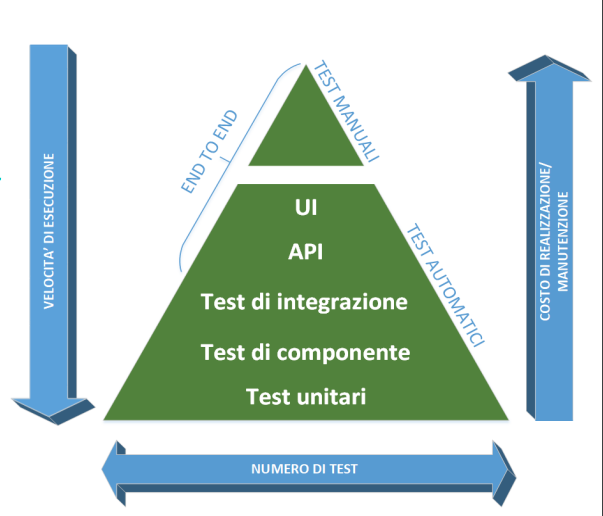 VELOCITA' DI ESECUZIONE
END TO END
TEST MANUALI
UI
API
Test di integrazione
Test di componente
Test unitari
TEST AUTOMATICI
COSTO DI REALIZZAZIONE/
MANUTENZIONE
NUMERO DI TEST